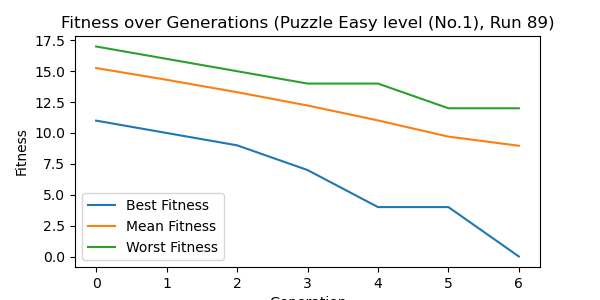 Fitness over Generations (Puzzle Easy level (No.1), Run 89)
17.5
15.0
12.5
10.0
7.5
5.0
2.5
0.0
Fitness
Best Fitness
Mean Fitness
Worst Fitness
0 1 2 3 4 5 6
Generation